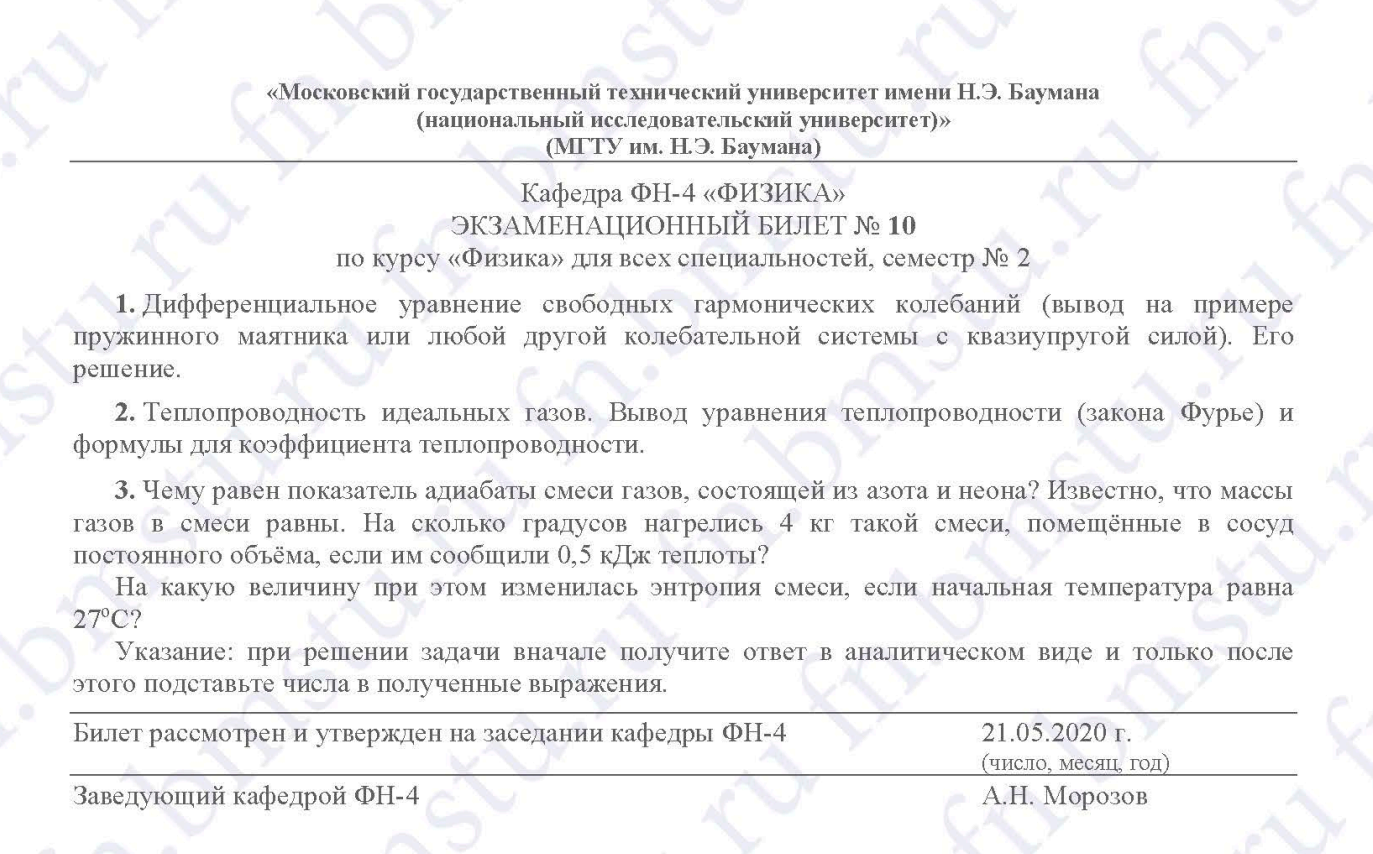 «Московский государственный технический университет имени Н.Э. Баумана
(национальный исследовательский университет)»
(МГТУ им. Н.Э. Баумана)
Кафедра ФН-4 «ФИЗИКА»
ЭКЗАМЕНАЦИОННЫЙ БИЛЕТ № 10
по курсу «Физика» для всех специальностей, семестр № 2
1. Дифференциальное уравнение свободных гармонических колебаний (вывод на примере
пружинного маятника или любой другой колебательной системы с квазиупругой силой). Его
решение.
2. Теплопроводность идеальных газов. Вывод уравнения теплопроводности (закона Фурье) и
формулы для коэффициента теплопроводности.
3. Чему равен показатель адиабаты смеси газов, состоящей из азота и неона? Известно, что массы
газов в смеси равны. На сколько градусов нагрелись 4 кг такой смеси, помещённые в сосуд
постоянного объёма, если им сообщили 0,5 кДж теплоты?
На какую величину при этом изменилась энтропия смеси, если начальная температура равна
27°С?
Указание: при решении задачи вначале получите ответ в аналитическом виде и только после
этого подставьте числа в полученные выражения.
Билет рассмотрен и утвержден на заседании кафедры ФН-4 21.05.2020 г.
(число, месяц, год)
Заведующий кафедрой ФН-4 А.Н. Морозов
fn.bmstu.ru